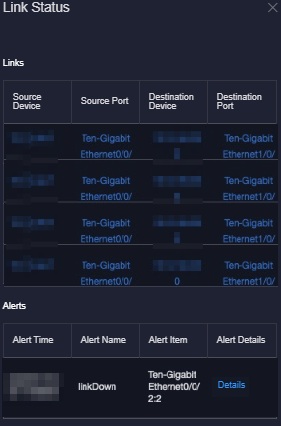 Link Status
Links
Source Device
Source Port
Destination Device
Destination Port
Ten-Gigabit Ethernet0/0/
Ten-Gigabit Ethernet1/0/
Ten-Gigabit Ethernet0/0/
Ten-Gigabit Ethernet1/0/
Ten-Gigabit Ethernet0/0/
Ten-Gigabit Ethernet1/0/
Ten-Gigabit Ethernet0/0/
0
Ten-Gigabit Ethernet1/0/
Alerts
Alert Time
Alert Name
Alert Item
Alert Details
linkDown
Ten-Gigabit Ethernet0/0/2:2
Details